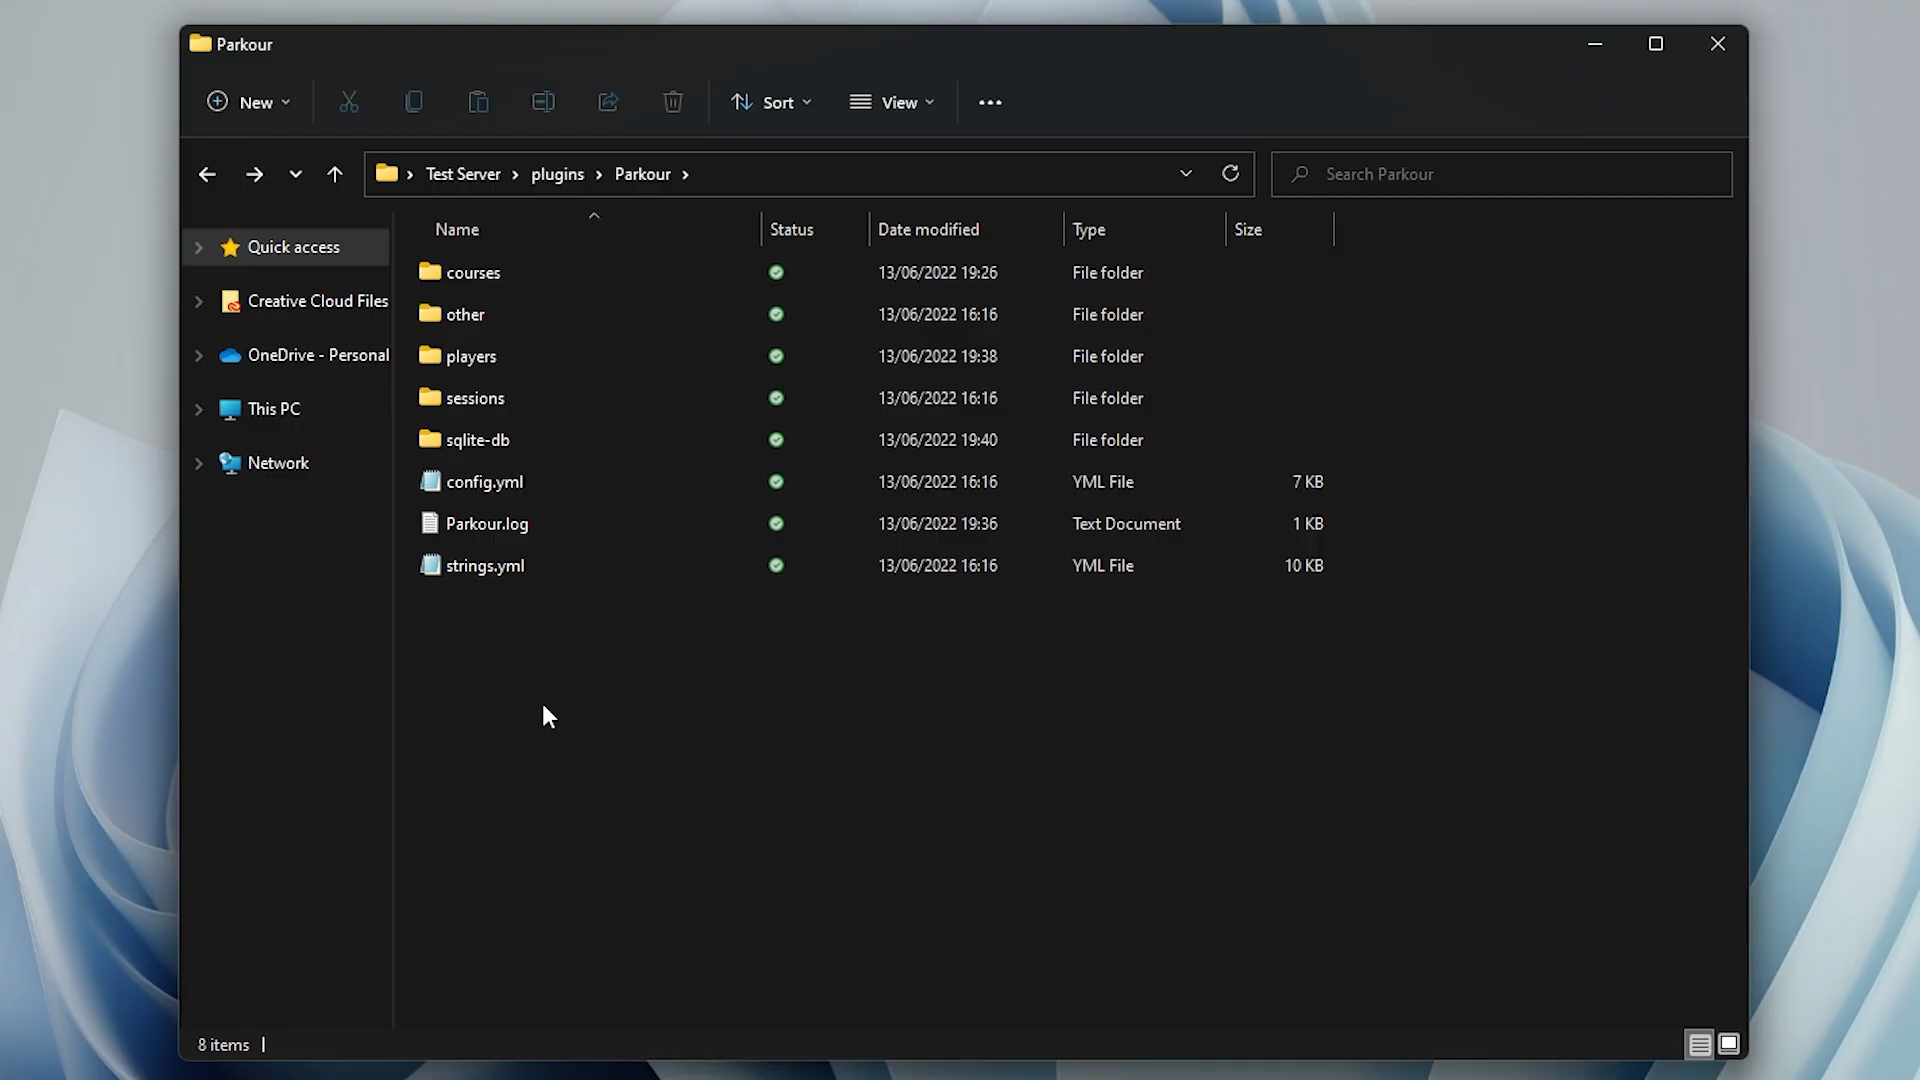 Parkour
New
Sort
View
Test Server
plugins
Parkour
Search Parkour
Name
Status
Date modified
Type
Size
Quick access
Creative Cloud Files
OneDrive - Personal
This PC
Network
courses 13/06/2022 19:26 File folder
other 13/06/2022 16:16 File folder
players 13/06/2022 19:38 File folder
sessions 13/06/2022 16:16 File folder
sqlite-db 13/06/2022 19:40 File folder
config.yml 13/06/2022 16:16 YML File 7 KB
Parkour.log 13/06/2022 19:36 Text Document 1 KB
strings.yml 13/06/2022 16:16 YML File 10 KB
8 items